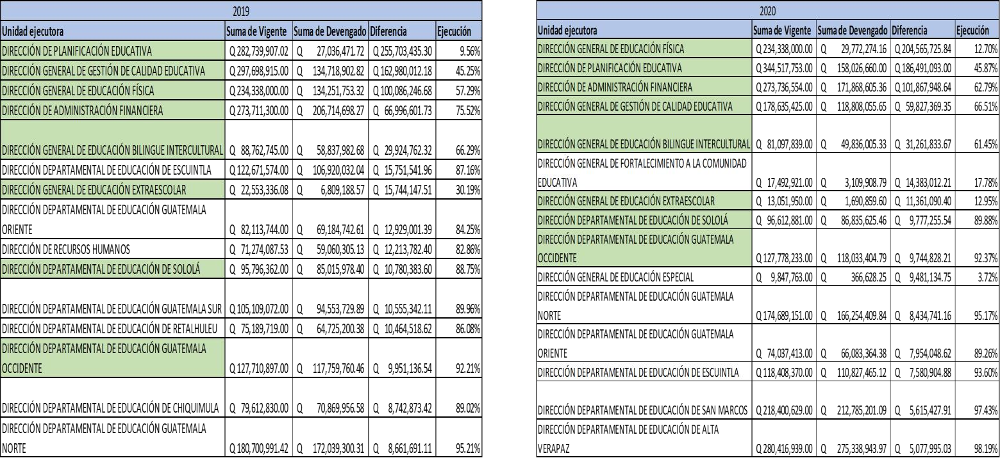 2019
Unidad ejecutora Suma de Vigente Suma de Devengado Diferencia Ejecución
DIRECCIÓN DE PLANIFICACIÓN EDUCATIVA Q 282,739,907.02 Q 27,036,471.72 Q 255,703,435.30 9.56%
DIRECCIÓN GENERAL DE GESTIÓN DE CALIDAD EDUCATIVA Q 297,698,915.00 Q 134,718,902.82 Q 162,980,012.18 45.25%
DIRECCIÓN GENERAL DE EDUCACIÓN FÍSICA Q 234,338,000.00 Q 134,251,753.32 Q 100,086,246.68 57.29%
DIRECCIÓN DE ADMINISTRACIÓN FINANCIERA Q 273,711,300.00 Q 206,714,698.27 Q 66,996,601.73 75.52%
DIRECCIÓN GENERAL DE EDUCACIÓN BILINGUE INTERCULTURAL Q 88,762,745.00 Q 58,837,982.68 Q 29,924,762.32 66.29%
DIRECCIÓN DEPARTAMENTAL DE EDUCACIÓN DE ESCUINTLA Q 122,671,574.00 Q 106,920,032.04 Q 15,751,541.96 87.16%
DIRECCIÓN GENERAL DE EDUCACIÓN EXTRAESCOLAR Q 22,553,336.08 Q 6,809,188.57 Q 15,744,147.51 30.19%
DIRECCIÓN DEPARTAMENTAL DE EDUCACIÓN GUATEMALA
ORIENTE Q 82,113,744.00 Q 69,184,742.61 Q 12,929,001.39 84.25%
DIRECCIÓN DE RECURSOS HUMANOS Q 71,274,087.53 Q 59,060,305.13 Q 12,213,782.40 82.86%
DIRECCIÓN DEPARTAMENTAL DE EDUCACIÓN DE SOLOLÁ Q 95,796,362.00 Q 85,015,978.40 Q 10,780,383.60 88.75%
DIRECCIÓN DEPARTAMENTAL DE EDUCACIÓN GUATEMALA SUR Q 105,109,072.00 Q 94,553,729.89 Q 10,555,342.11 89.96%
DIRECCIÓN DEPARTAMENTAL DE EDUCACIÓN DE RETALHULEU Q 75,189,719.00 Q 64,725,200.38 Q 10,464,518.62 86.08%
DIRECCIÓN DEPARTAMENTAL DE EDUCACIÓN GUATEMALA
OCCIDENTE Q 127,710,897.00 Q 117,759,760.46 Q 9,951,136.54 92.21%
DIRECCIÓN DEPARTAMENTAL DE EDUCACIÓN DE CHIQUIMULA Q 79,612,830.00 Q 70,869,956.58 Q 8,742,873.42 89.02%
DIRECCIÓN DEPARTAMENTAL DE EDUCACIÓN GUATEMALA
NORTE Q 180,700,991.42 Q 172,039,300.31 Q 8,661,691.11 95.21%
2020
Unidad ejecutora Suma de Vigente Suma de Devengado Diferencia Ejecución
DIRECCIÓN GENERAL DE EDUCACIÓN FÍSICA Q 234,338,000.00 Q 29,772,274.16 Q 204,565,725.84 12.70%
DIRECCIÓN DE PLANIFICACIÓN EDUCATIVA Q 344,517,753.00 Q 158,026,660.00 Q 186,491,093.00 45.87%
DIRECCIÓN DE ADMINISTRACIÓN FINANCIERA Q 273,736,554.00 Q 171,868,605.36 Q 101,867,948.64 62.79%
DIRECCIÓN GENERAL DE GESTIÓN DE CALIDAD EDUCATIVA Q 178,635,425.00 Q 118,808,055.65 Q 59,827,369.35 66.51%
DIRECCIÓN GENERAL DE EDUCACIÓN BILINGUE INTERCULTURAL Q 81,097,839.00 Q 49,836,005.33 Q 31,261,833.67 61.45%
DIRECCIÓN GENERAL DE FORTALECIMIENTO A LA COMUNIDAD
EDUCATIVA Q 17,492,921.00 Q 3,109,908.79 Q 14,383,012.21 17.78%
DIRECCIÓN GENERAL DE EDUCACIÓN EXTRAESCOLAR Q 13,051,950.00 Q 1,690,859.60 Q 11,361,090.40 12.95%
DIRECCIÓN DEPARTAMENTAL DE EDUCACIÓN DE SOLOLÁ Q 96,612,881.00 Q 86,835,625.46 Q 9,777,255.54 89.88%
DIRECCIÓN DEPARTAMENTAL DE EDUCACIÓN GUATEMALA
OCCIDENTE Q 127,778,233.00 Q 118,033,404.79 Q 9,744,828.21 92.37%
DIRECCIÓN GENERAL DE EDUCACIÓN ESPECIAL Q 9,847,763.00 Q 366,628.25 Q 9,481,134.75 3.72%
DIRECCIÓN DEPARTAMENTAL DE EDUCACIÓN GUATEMALA
NORTE Q 174,689,151.00 Q 166,254,409.84 Q 8,434,741.16 95.17%
DIRECCIÓN DEPARTAMENTAL DE EDUCACIÓN GUATEMALA
ORIENTE Q 74,037,413.00 Q 66,083,364.38 Q 7,954,048.62 89.26%
DIRECCIÓN DEPARTAMENTAL DE EDUCACIÓN DE ESCUINTLA Q 118,408,370.00 Q 110,827,465.12 Q 7,580,904.88 93.60%
DIRECCIÓN DEPARTAMENTAL DE EDUCACIÓN DE SAN MARCOS Q 218,400,629.00 Q 212,785,201.09 Q 5,615,427.91 97.43%
DIRECCIÓN DEPARTAMENTAL DE EDUCACIÓN DE ALTA
VERAPAZ Q 280,416,939.00 Q 275,338,943.97 Q 5,077,995.03 98.19%